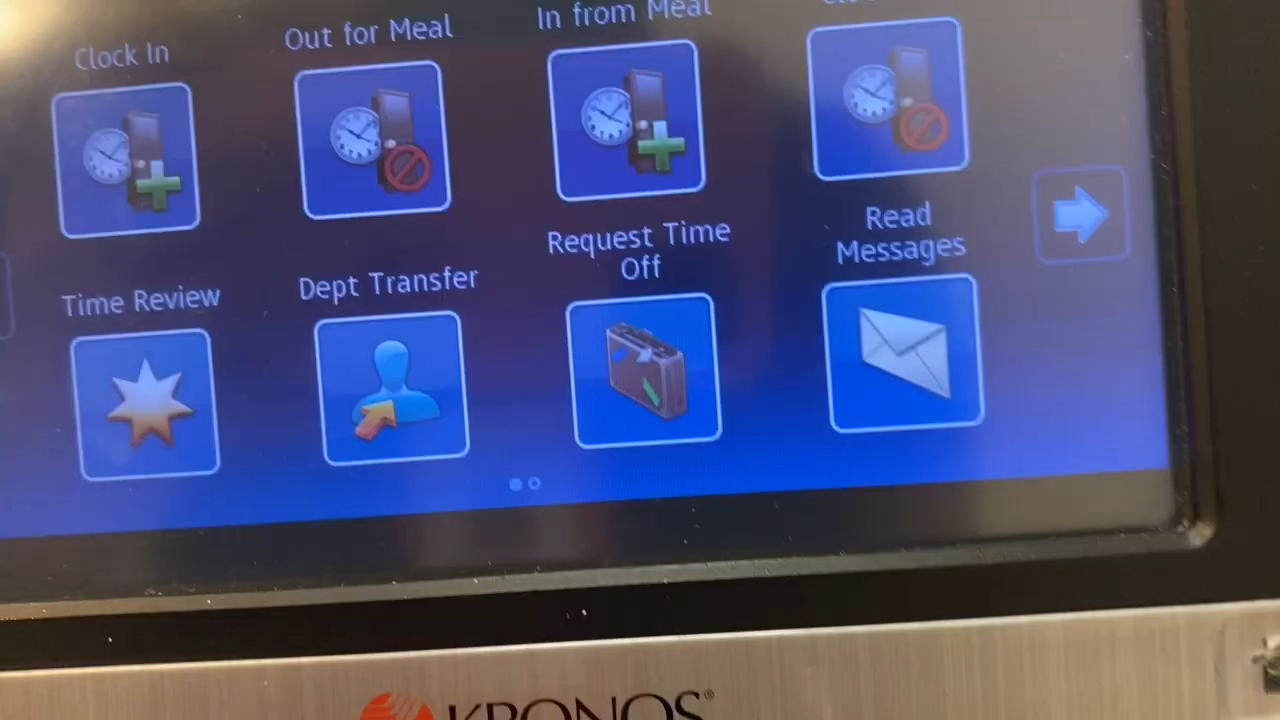 Clock In
Out for Meal
In from Meal
Time Review
Dept Transfer
Request Time
Off
Read
Messages
KRONOS®